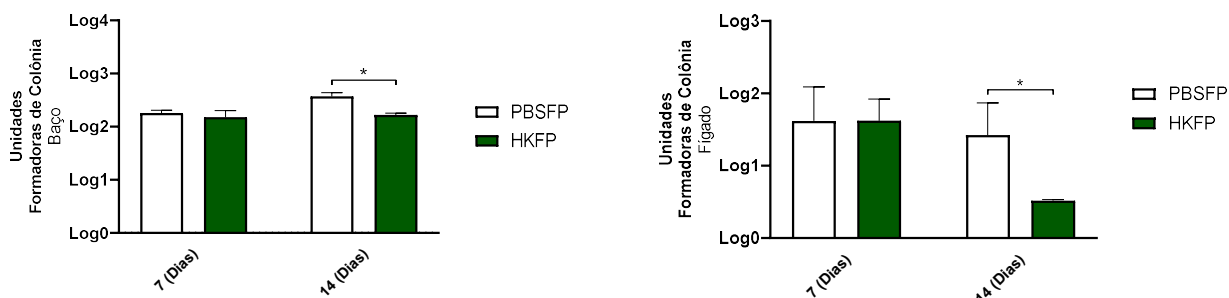 Log4
Log3
Log2
Log1
Log0
Unidades
Formadoras de Colônia
Baço
*
7 (Dias)
14 (Dias)
PBSFP
HKFP
Log3
Log2
Log1
Log0
Unidades
Formadoras de Colônia
Fígado
*
7 (Dias)
14 (Dias)
PBSFP
HKFP